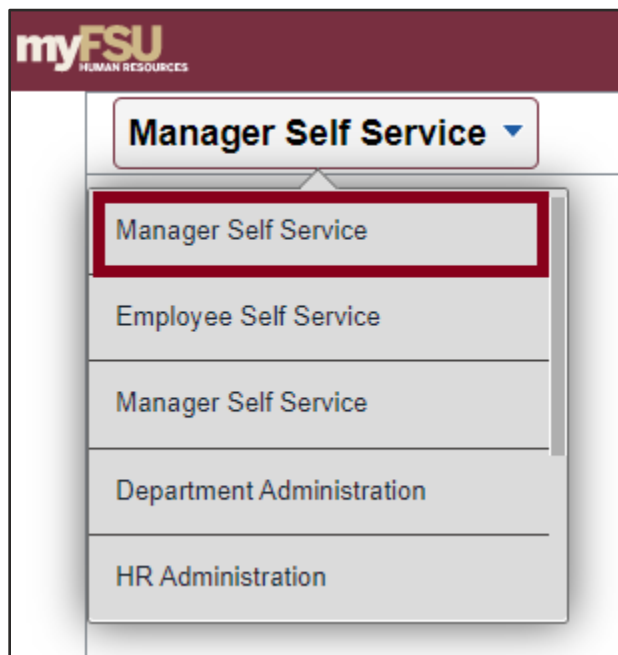 myFSU
HUMAN RESOURCES
Manager Self Service
Manager Self Service
Employee Self Service
Manager Self Service
Department Administration
HR Administration